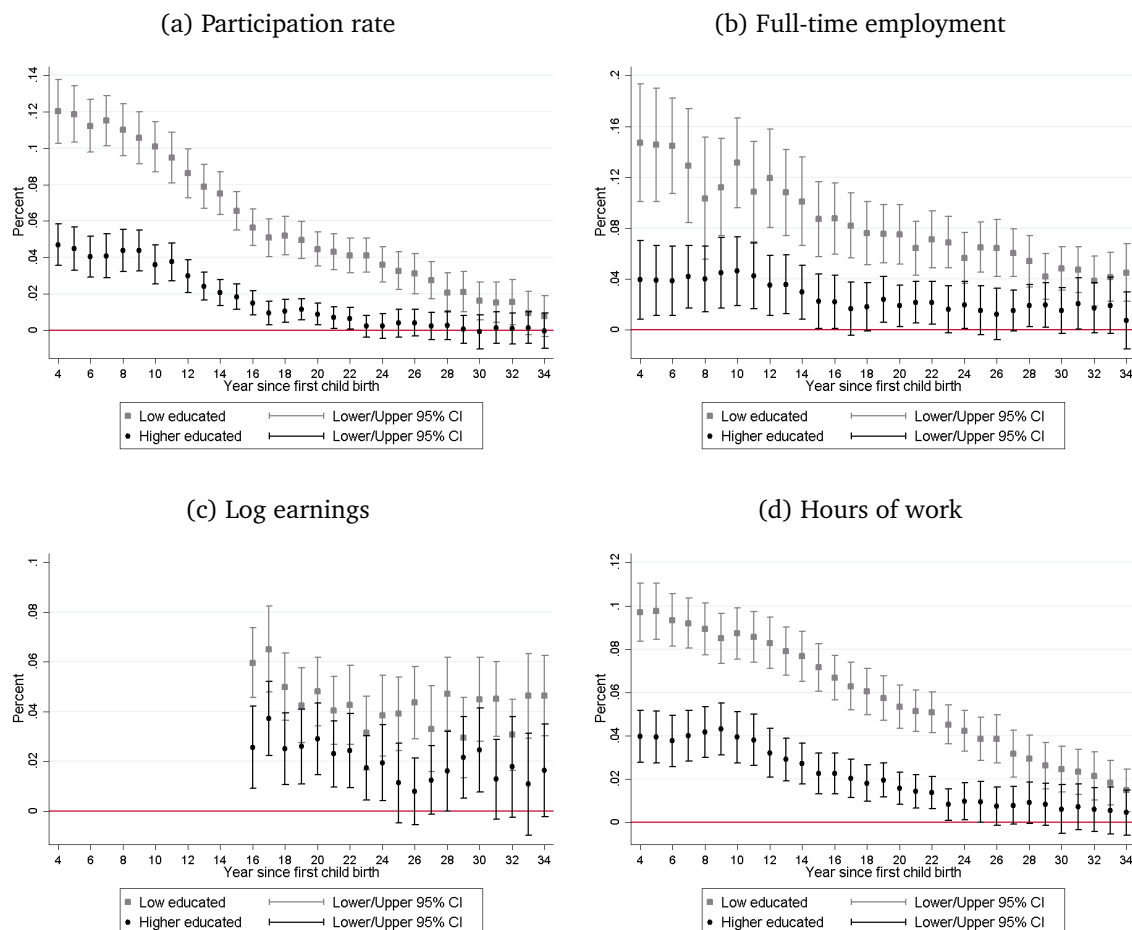 (a) Participation rate
(b) Full-time employment
Percent
0 .02 .04 .06 .08 .1 .12 .14
4 6 8 10 12 14 16 18 20 22 24 26 28 30 32 34
Year since first child birth
Low educated Lower/Upper 95% CI
Higher educated Lower/Upper 95% CI
Percent
0 .04 .08 .12 .16 .2
4 6 8 10 12 14 16 18 20 22 24 26 28 30 32 34
Year since first child birth
Low educated Lower/Upper 95% CI
Higher educated Lower/Upper 95% CI
(c) Log earnings
(d) Hours of work
Percent
0 .02 .04 .06 .08 .1
4 6 8 10 12 14 16 18 20 22 24 26 28 30 32 34
Year since first child birth
Low educated Lower/Upper 95% CI
Higher educated Lower/Upper 95% CI
Percent
0 .02 .04 .06 .08 .1 .12
4 6 8 10 12 14 16 18 20 22 24 26 28 30 32 34
Year since first child birth
Low educated Lower/Upper 95% CI
Higher educated Lower/Upper 95% CI